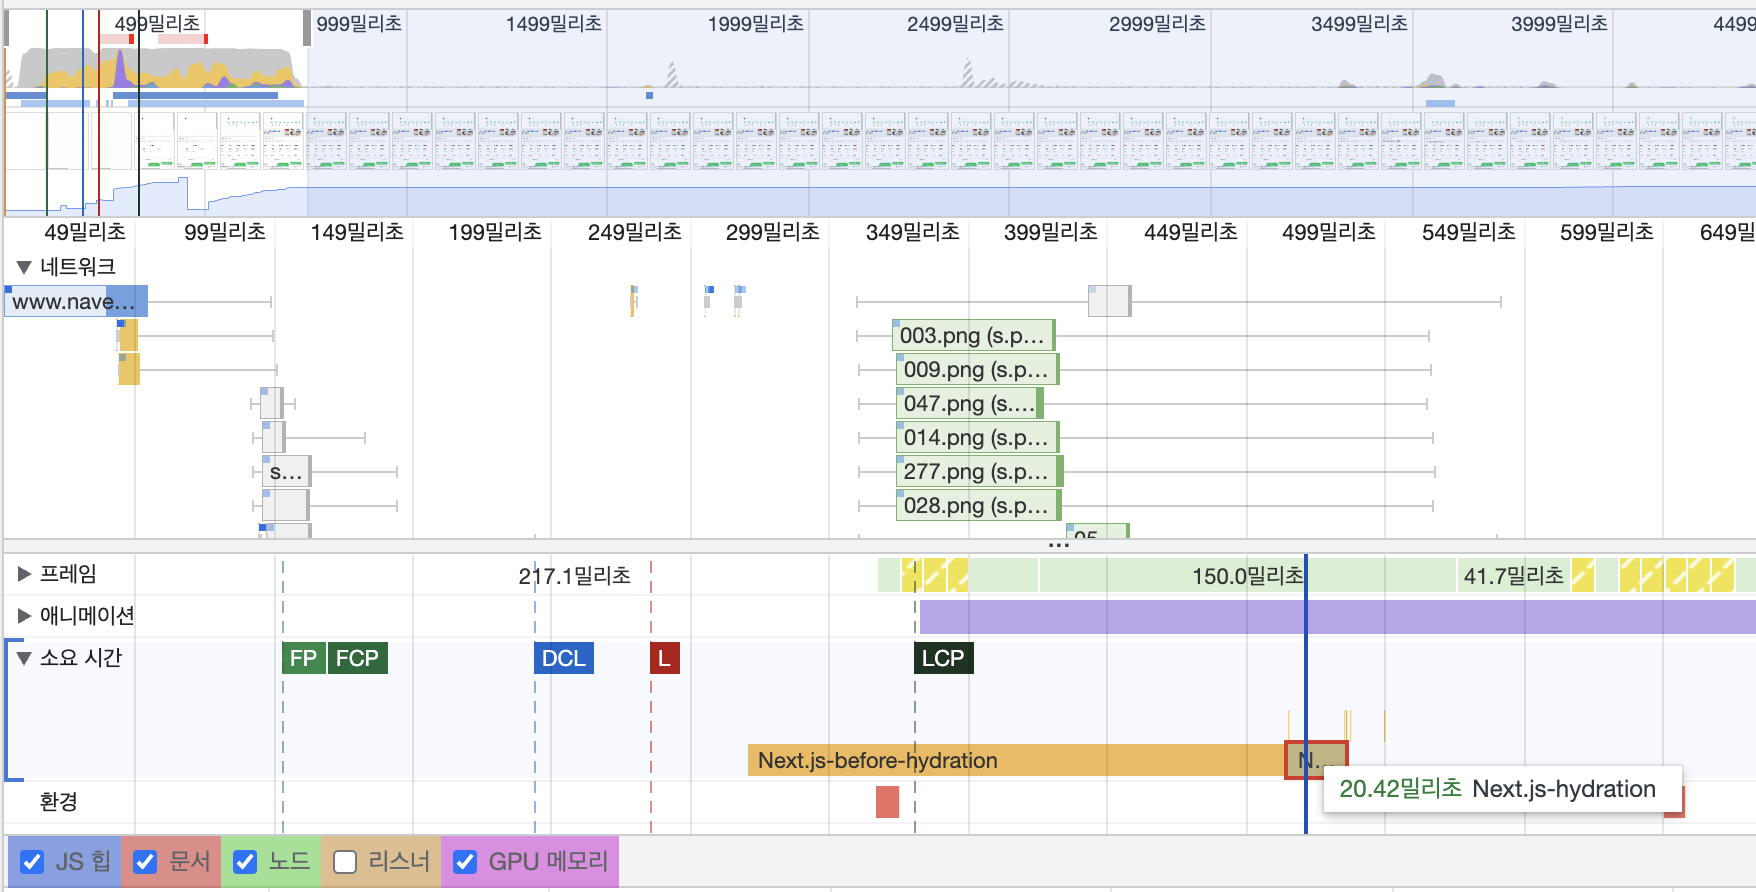 499밀리초 999밀리초 1499밀리초 1999밀리초 2499밀리초 2999밀리초 3499밀리초 3999밀리초 4499
49밀리초 99밀리초 149밀리초 199밀리초 249밀리초 299밀리초 349밀리초 399밀리초 449밀리초 499밀리초 549밀리초 599밀리초 649밀
▼ 네트워크
www.nave…
003.png (s.p…
009.png (s.p…
047.png (s.…
014.png (s.p…
s…
277.png (s.p…
028.png (s.p…
05
…
▶ 프레임 217.1밀리초 150.0밀리초 41.7밀리초
▶ 애니메이션
▼ 소요 시간 FP FCP DCL L LCP
Next.js-before-hydration N…
20.42밀리초 Next.js-hydration
환경
JS 힙 문서 노드 리스너 GPU 메모리